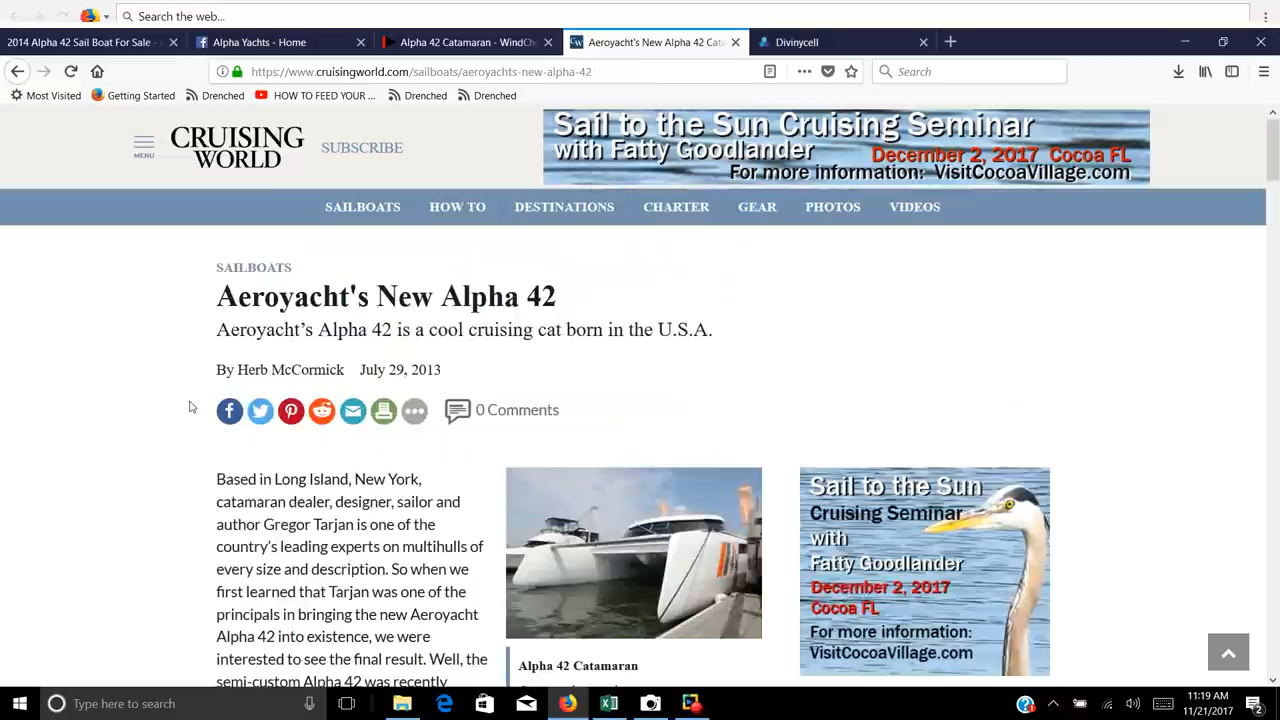 Search the web...
2014 Alpha 42 Sail Boat For Sale -
Alpha Yachts - Home
Alpha 42 Catamaran - WindChe
Aeroyacht's New Alpha 42 Cata
Divinycell
https://www.cruisingworld.com/sailboats/aeroyachts-new-alpha-42
Search
Most Visited
Getting Started
Drenched
HOW TO FEED YOUR ...
Drenched
Drenched
MENU
CRUISING
WORLD
SUBSCRIBE
Sail to the Sun Cruising Seminar
with Fatty Goodlander
December 2, 2017 Cocoa FL
For more information: VisitCocoaVillage.com
SAILBOATS HOW TO DESTINATIONS CHARTER GEAR PHOTOS VIDEOS
SAILBOATS
Aeroyacht's New Alpha 42
Aeroyacht’s Alpha 42 is a cool cruising cat born in the U.S.A.
By Herb McCormick July 29, 2013
0 Comments
Based in Long Island, New York,
catamaran dealer, designer, sailor and
author Gregor Tarjan is one of the
country's leading experts on multihulls of
every size and description. So when we
first learned that Tarjan was one of the
principals in bringing the new Aeroyacht
Alpha 42 into existence, we were
interested to see the final result. Well, the
semi-custom Alpha 42 was recently
Alpha 42 Catamaran
Sail to the Sun
Cruising Seminar
with
Fatty Goodlander
December 2, 2017
Cocoa FL
For more information:
VisitCocoaVillage.com
Type here to search
11:19 AM
11/21/2017
2